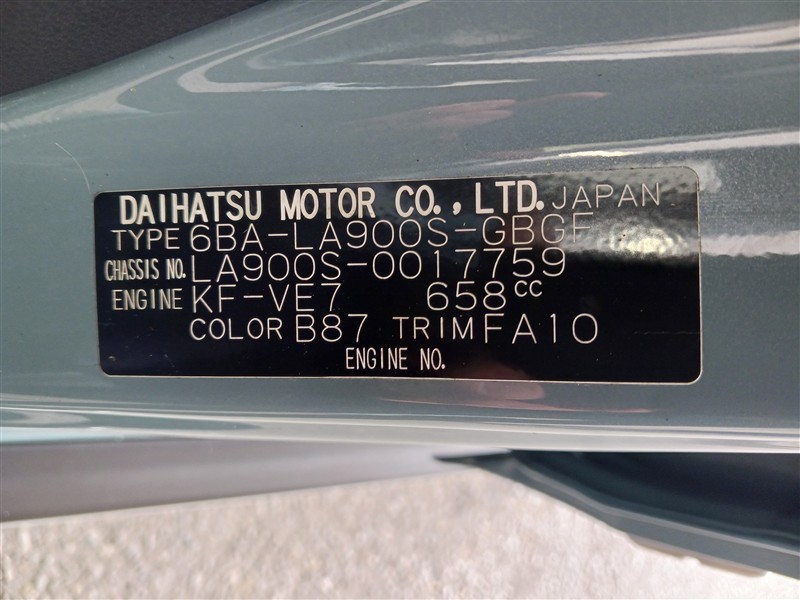 DAIHATSU MOTOR CO., LTD. JAPAN
TYPE 6BA-LA900S-GBGF
CHASSIS NO. LA900S-0017759
ENGINE KF-VE7 658cc
COLOR B87 TRIM FA10
ENGINE NO.